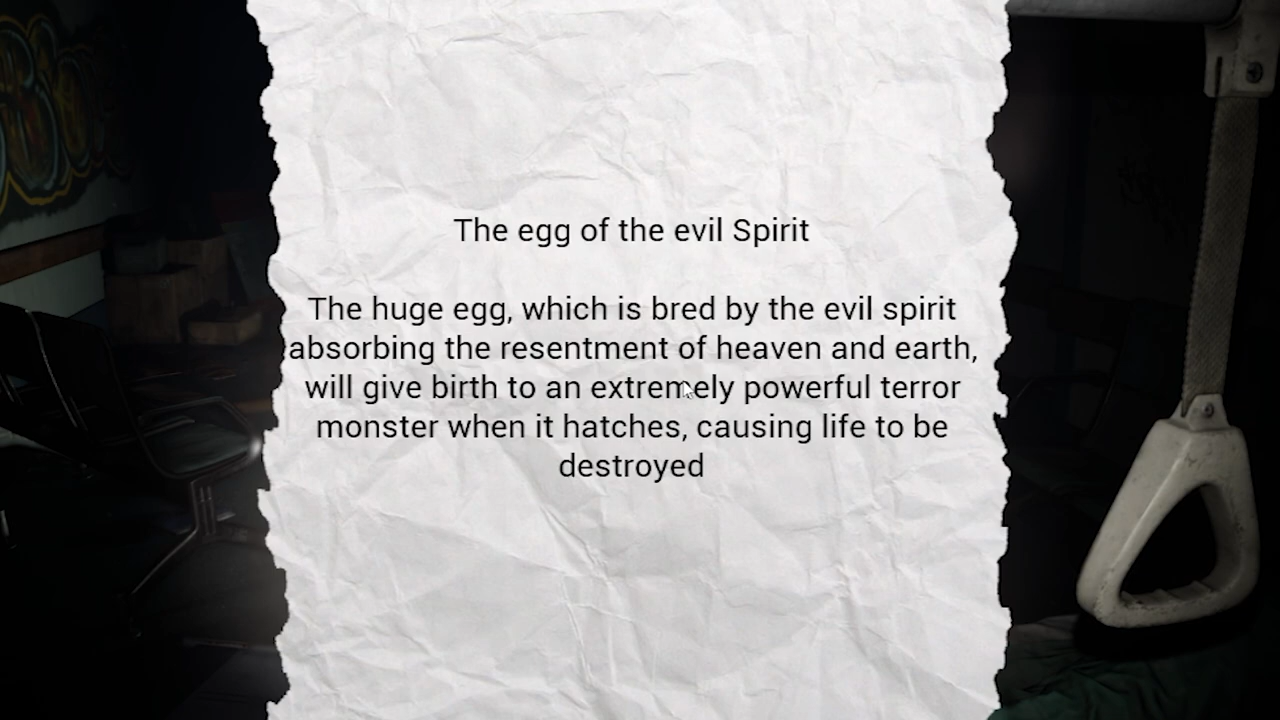 The egg of the evil Spirit
The huge egg, which is bred by the evil spirit
absorbing the resentment of heaven and earth,
will give birth to an extremely powerful terror
monster when it hatches, causing life to be
destroyed